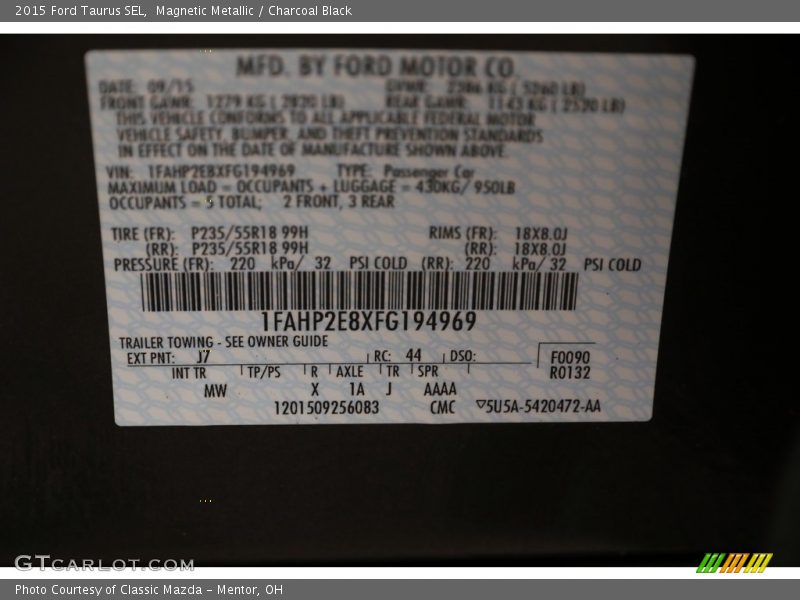 2015 Ford Taurus SEL, Magnetic Metallic / Charcoal Black
MFD. BY FORD MOTOR CO.
DATE: 09/15 GVWR: 2386 KG ( 5260 LB)
FRONT GAWR: 1279 KG ( 2820 LB) REAR GAWR: 1143 KG ( 2520 LB)
THIS VEHICLE CONFORMS TO ALL APPLICABLE FEDERAL MOTOR
VEHICLE SAFETY, BUMPER, AND THEFT PREVENTION STANDARDS
IN EFFECT ON THE DATE OF MANUFACTURE SHOWN ABOVE.
VIN: 1FAHP2E8XFG194969 TYPE: Passenger Car
MAXIMUM LOAD = OCCUPANTS + LUGGAGE = 430KG/ 950LB
OCCUPANTS = 5 TOTAL; 2 FRONT, 3 REAR
TIRE (FR): P235/55R18 99H RIMS (FR): 18X8.0J
(RR): P235/55R18 99H (RR): 18X8.0J
PRESSURE (FR): 220 kPa/ 32 PSI COLD (RR): 220 kPa/ 32 PSI COLD
1FAHP2E8XFG194969
TRAILER TOWING - SEE OWNER GUIDE
EXT PNT: J7 RC: 44 DSO: F0090
INT TR TP/PS R AXLE TR SPR R0132
MW X 1A J AAAA
1201509256083 CMC ▽5U5A-5420472-AA
GTCARLOT.COM
Photo Courtesy of Classic Mazda - Mentor, OH